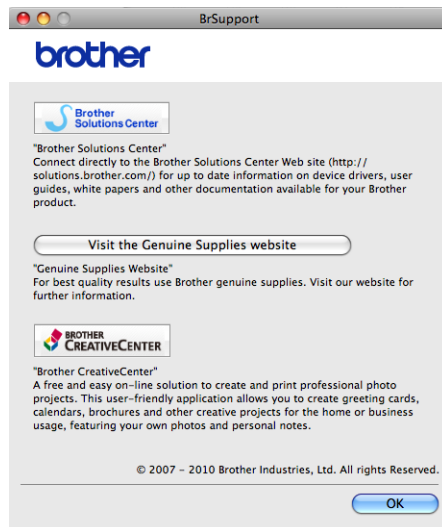 BrSupport
brother
Brother
Solutions Center
"Brother Solutions Center"
Connect directly to the Brother Solutions Center Web site (http://
solutions.brother.com/) for up to date information on device drivers, user
guides, white papers and other documentation available for your Brother
product.
Visit the Genuine Supplies website
"Genuine Supplies Website"
For best quality results use Brother genuine supplies. Visit our website for
further information.
BROTHER
CREATIVECENTER
"Brother CreativeCenter"
A free and easy on-line solution to create and print professional photo
projects. This user-friendly application allows you to create greeting cards,
calendars, brochures and other creative projects for the home or business
usage, featuring your own photos and personal notes.
© 2007 - 2010 Brother Industries, Ltd. All rights Reserved.
OK